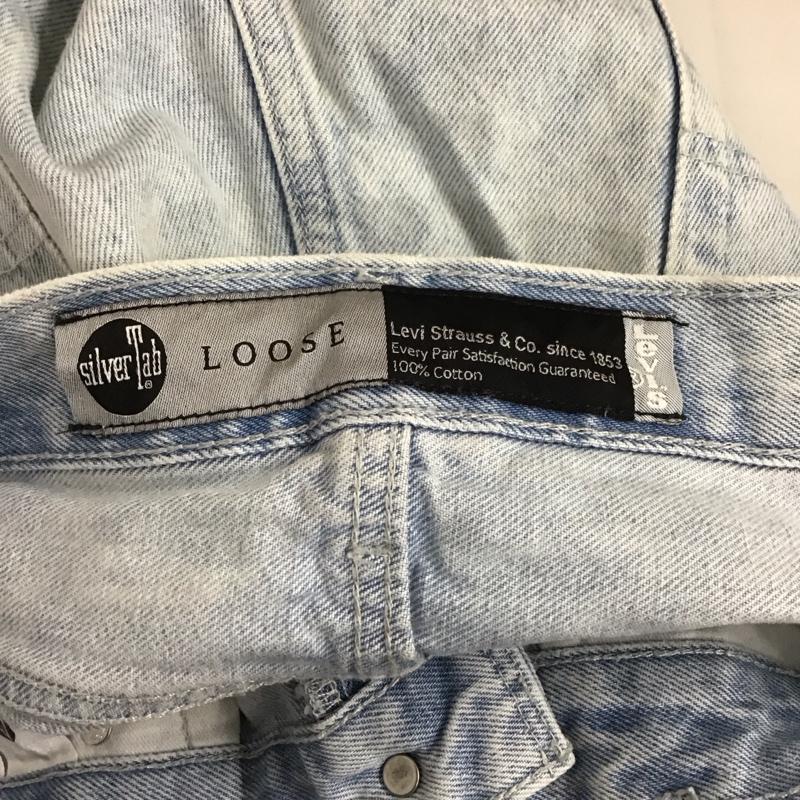 silverTab®
LOOSE
Levi Strauss & Co. since 1853
Every Pair Satisfaction Guaranteed
100% Cotton
Levi's®